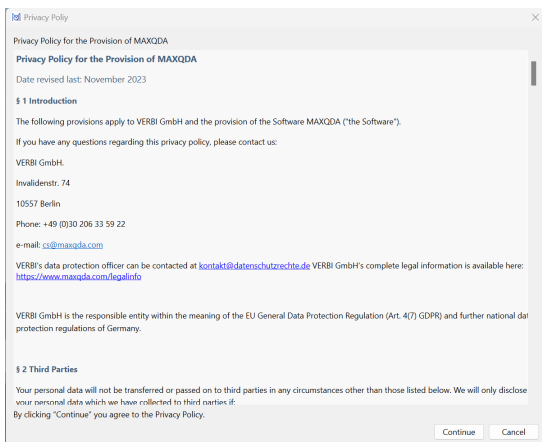 Privacy Poliy
Privacy Policy for the Provision of MAXQDA
Privacy Policy for the Provision of MAXQDA
Date revised last: November 2023
§ 1 Introduction
The following provisions apply to VERBI GmbH and the provision of the Software MAXQDA ("the Software").
If you have any questions regarding this privacy policy, please contact us:
VERBI GmbH.
Invalidenstr. 74
10557 Berlin
Phone: +49 (0)30 206 33 59 22
e-mail: cs@maxqda.com
VERBI's data protection officer can be contacted at kontakt@datenschutzrechte.de VERBI GmbH's complete legal information is available here:
https://www.maxqda.com/legalinfo
VERBI GmbH is the responsible entity within the meaning of the EU General Data Protection Regulation (Art. 4(7) GDPR) and further national dat
protection regulations of Germany.
§ 2 Third Parties
Your personal data will not be transferred or passed on to third parties in any circumstances other than those listed below. We will only disclose
your personal data which we have collected to third parties if:
By clicking "Continue" you agree to the Privacy Policy.
Continue Cancel